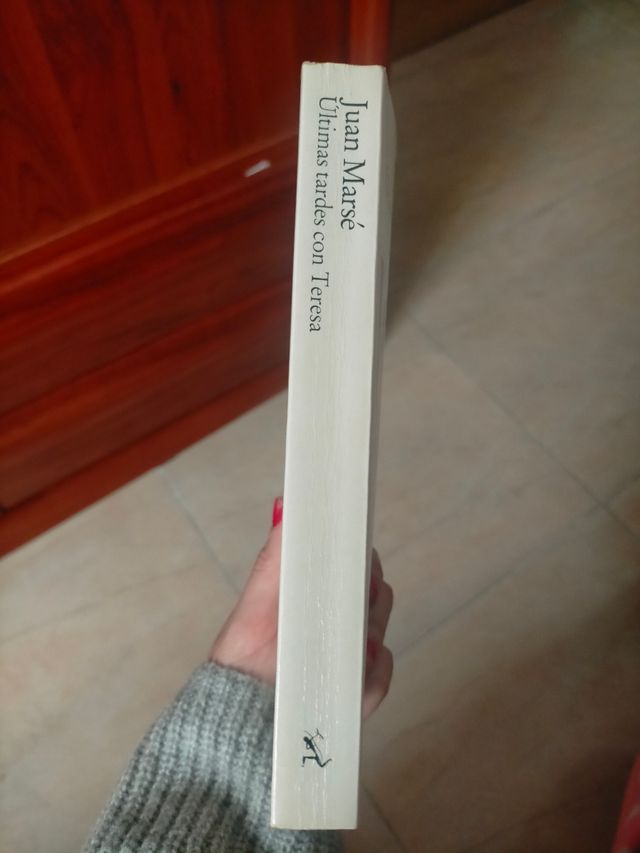 Juan Marsé
Últimas tardes con Teresa